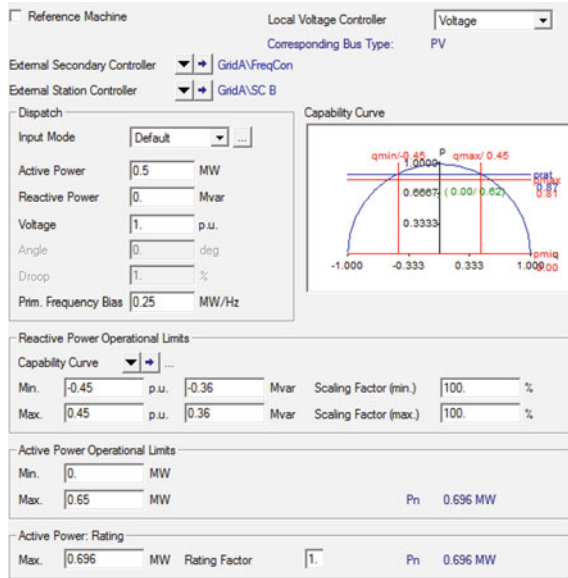 Reference Machine
Local Voltage Controller Voltage
Corresponding Bus Type: PV
External Secondary Controller GridA\FreqCon
External Station Controller GridA\SC B
Dispatch
Input Mode Default ...
Active Power 0.5 MW
Reactive Power 0. Mvar
Voltage 1. p.u.
Angle 0. deg
Droop 1. %
Prim. Frequency Bias 0.25 MW/Hz
Capability Curve
p
qmin/-0.45 1.0000 qmax/ 0.45
prat
pmax
0.87
0.81
0.6667 ( 0.00/ 0.62)
0.3333
pmin
-1.000 -0.333 0.333 1.000 0.00
Reactive Power Operational Limits
Capability Curve ...
Min. -0.45 p.u. -0.36 Mvar Scaling Factor (min.) 100. %
Max. 0.45 p.u. 0.36 Mvar Scaling Factor (max.) 100. %
Active Power Operational Limits
Min. 0. MW
Max. 0.65 MW Pn 0.696 MW
Active Power: Rating
Max. 0.696 MW Rating Factor 1. Pn 0.696 MW